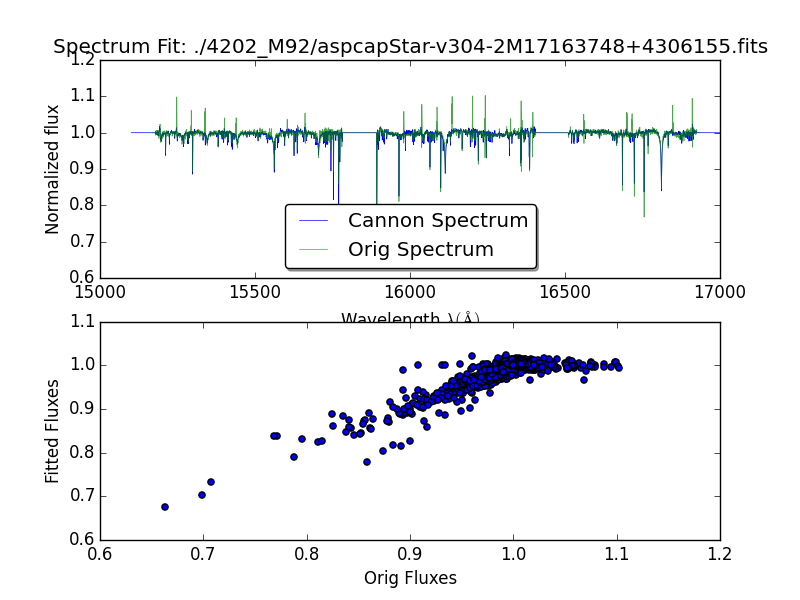 Spectrum Fit: ./4202_M92/aspcapStar-v304-2M17163748+4306155.fits
1.2
1.1
1.0
0.9
0.8
0.7
0.6
Normalized flux
Cannon Spectrum
Orig Spectrum
15000 15500 16000 16500 17000
Wavelength λ(Å)
1.1
1.0
0.9
0.8
0.7
0.6
Fitted Fluxes
0.6 0.7 0.8 0.9 1.0 1.1 1.2
Orig Fluxes